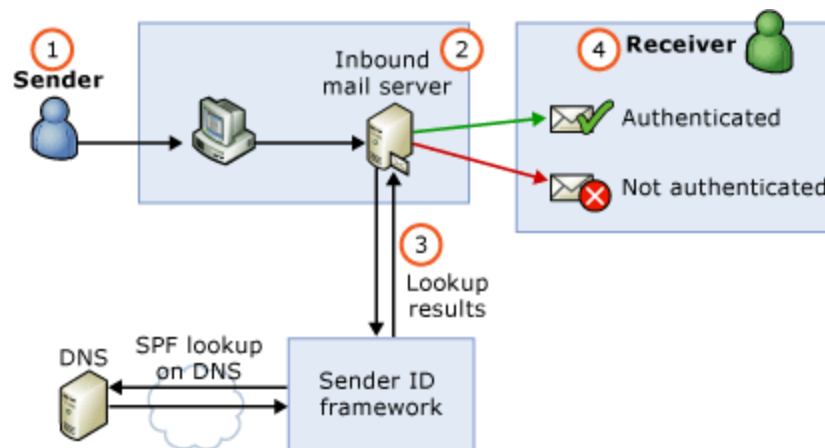 1
Sender
2
Inbound
mail server
4
Receiver
Authenticated
Not authenticated
3
Lookup
results
DNS
SPF lookup
on DNS
Sender ID
framework